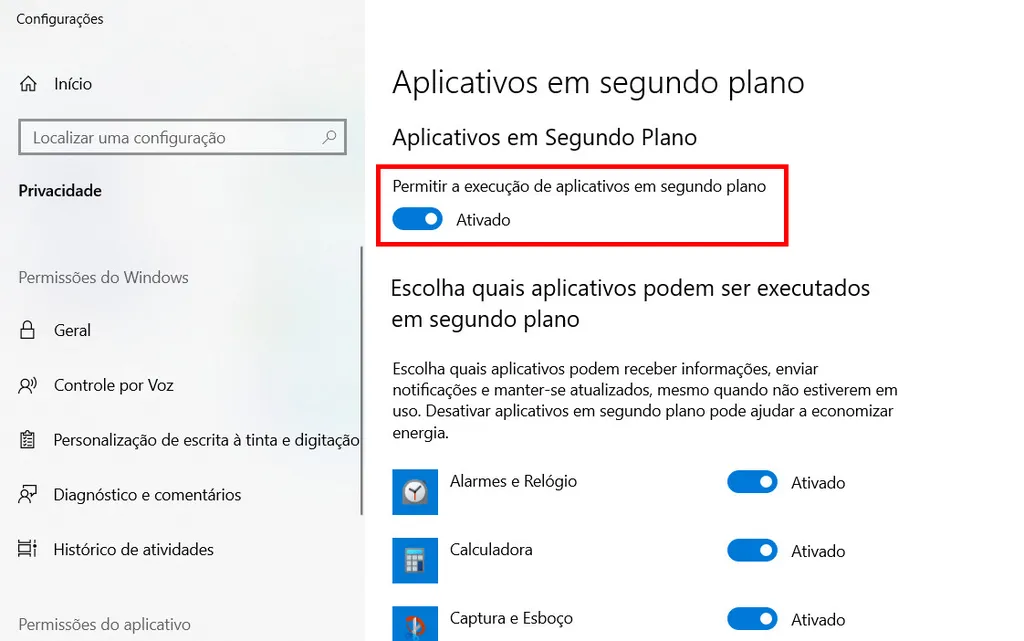 Configurações
Início
Localizar uma configuração
Privacidade
Permissões do Windows
Geral
Controle por Voz
Personalização de escrita à tinta e digitação
Diagnóstico e comentários
Histórico de atividades
Permissões do aplicativo
Aplicativos em segundo plano
Aplicativos em Segundo Plano
Permitir a execução de aplicativos em segundo plano
Ativado
Escolha quais aplicativos podem ser executados
em segundo plano
Escolha quais aplicativos podem receber informações, enviar
notificações e manter-se atualizados, mesmo quando não estiverem em
uso. Desativar aplicativos em segundo plano pode ajudar a economizar
energia.
Alarmes e Relógio Ativado
Calculadora Ativado
Captura e Esboço Ativado